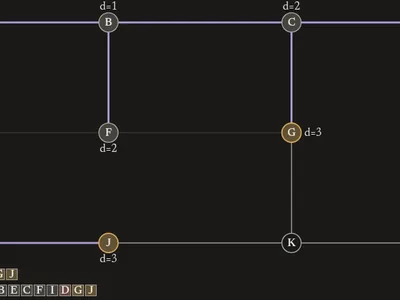 d=1 d=2
B C
F G d=3
d=2
J K
d=3
G J
B E C F I D G J